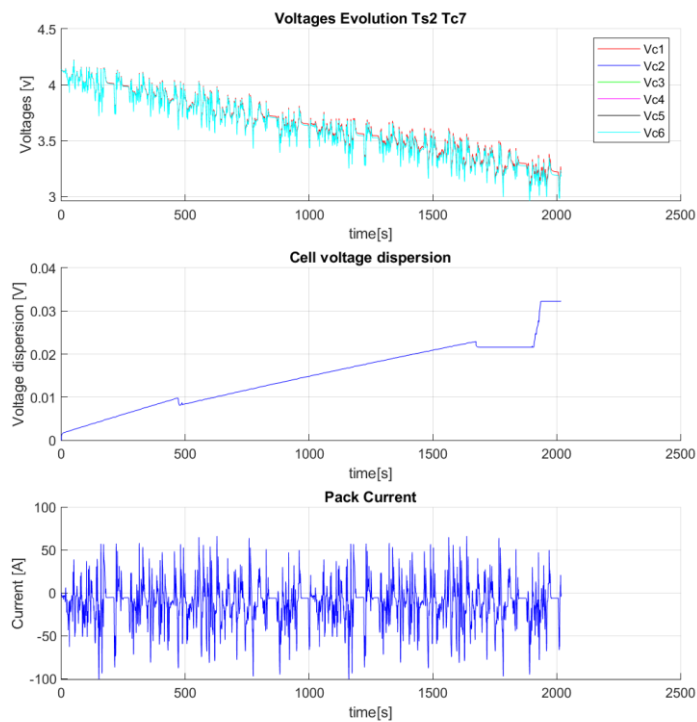 Voltages Evolution Ts2 Tc7
4.5
4
3.5
3
Voltages [v]
Vc1
Vc2
Vc3
Vc4
Vc5
Vc6
0 500 1000 1500 2000 2500
time[s]
Cell voltage dispersion
0.04
0.03
0.02
0.01
0
Voltage dispersion [V]
0 500 1000 1500 2000 2500
time[s]
Pack Current
100
50
0
-50
-100
Current [A]
0 500 1000 1500 2000 2500
time[s]